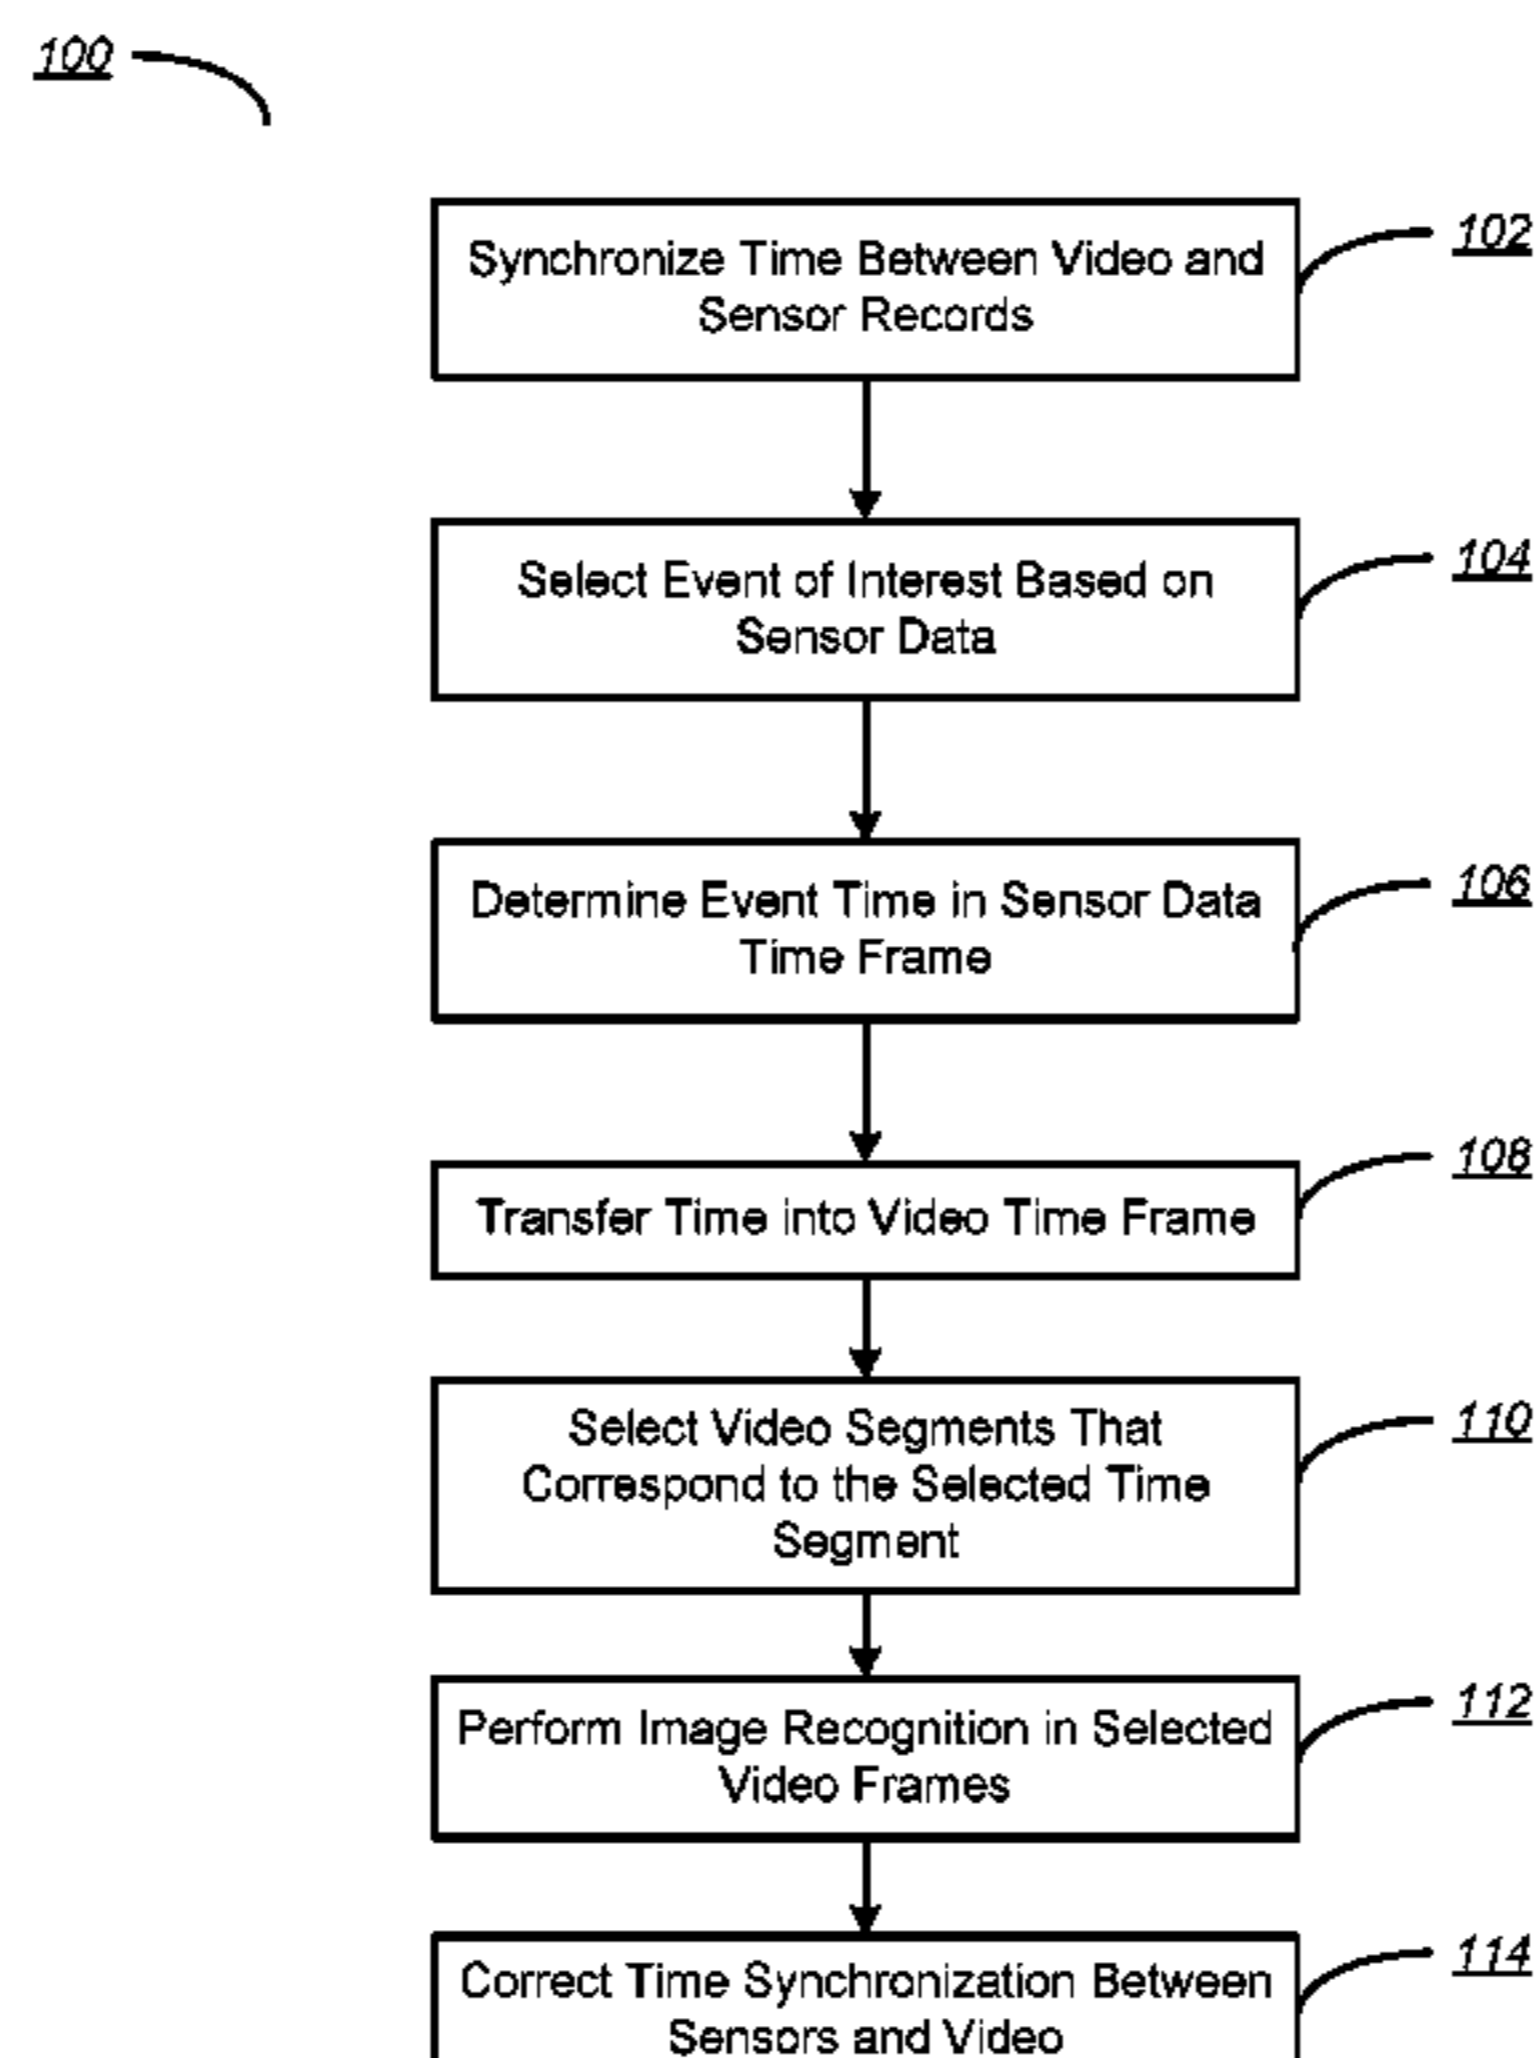 100
102
Synchronize Time Between Video and
Sensor Records
104
Select Event of Interest Based on
Sensor Data
106
Determine Event Time in Sensor Data
Time Frame
108
Transfer Time into Video Time Frame
110
Select Video Segments That
Correspond to the Selected Time
Segment
112
Perform Image Recognition in Selected
Video Frames
114
Correct Time Synchronization Between
Sensors and Video